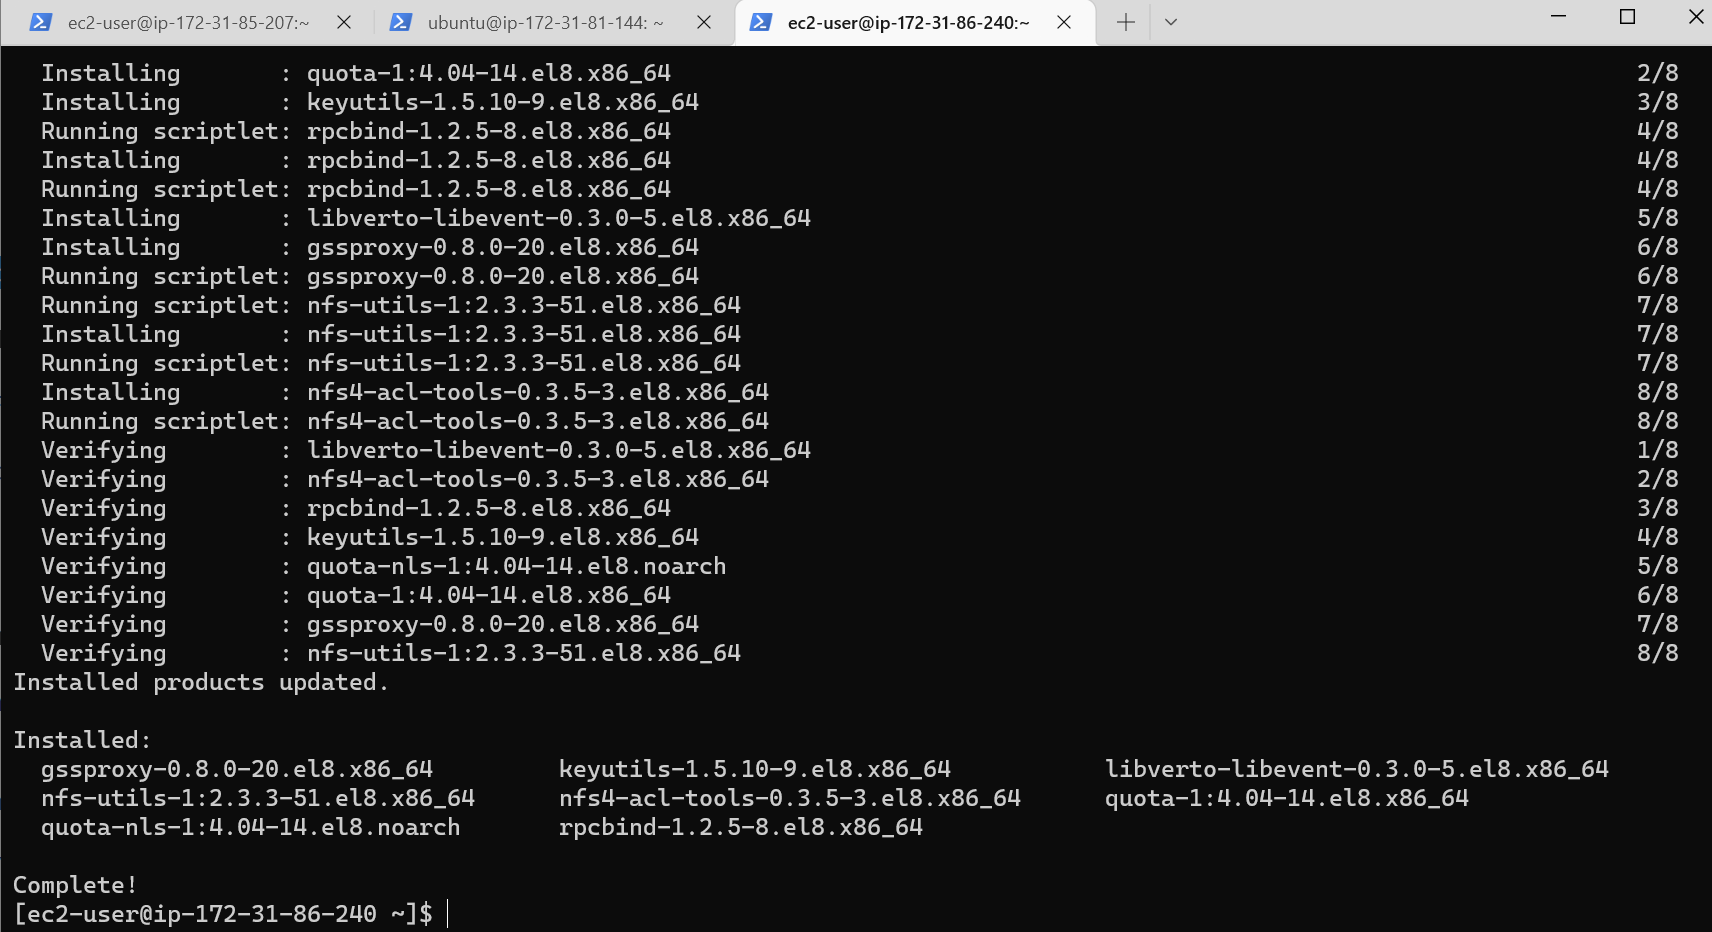 ec2-user@ip-172-31-85-207:~ ubuntu@ip-172-31-81-144: ~ ec2-user@ip-172-31-86-240:~
Installing : quota-1:4.04-14.el8.x86_64 2/8
Installing : keyutils-1.5.10-9.el8.x86_64 3/8
Running scriptlet: rpcbind-1.2.5-8.el8.x86_64 4/8
Installing : rpcbind-1.2.5-8.el8.x86_64 4/8
Running scriptlet: rpcbind-1.2.5-8.el8.x86_64 4/8
Installing : libverto-libevent-0.3.0-5.el8.x86_64 5/8
Installing : gssproxy-0.8.0-20.el8.x86_64 6/8
Running scriptlet: gssproxy-0.8.0-20.el8.x86_64 6/8
Running scriptlet: nfs-utils-1:2.3.3-51.el8.x86_64 7/8
Installing : nfs-utils-1:2.3.3-51.el8.x86_64 7/8
Running scriptlet: nfs-utils-1:2.3.3-51.el8.x86_64 7/8
Installing : nfs4-acl-tools-0.3.5-3.el8.x86_64 8/8
Running scriptlet: nfs4-acl-tools-0.3.5-3.el8.x86_64 8/8
Verifying : libverto-libevent-0.3.0-5.el8.x86_64 1/8
Verifying : nfs4-acl-tools-0.3.5-3.el8.x86_64 2/8
Verifying : rpcbind-1.2.5-8.el8.x86_64 3/8
Verifying : keyutils-1.5.10-9.el8.x86_64 4/8
Verifying : quota-nls-1:4.04-14.el8.noarch 5/8
Verifying : quota-1:4.04-14.el8.x86_64 6/8
Verifying : gssproxy-0.8.0-20.el8.x86_64 7/8
Verifying : nfs-utils-1:2.3.3-51.el8.x86_64 8/8
Installed products updated.
Installed:
gssproxy-0.8.0-20.el8.x86_64 keyutils-1.5.10-9.el8.x86_64 libverto-libevent-0.3.0-5.el8.x86_64
nfs-utils-1:2.3.3-51.el8.x86_64 nfs4-acl-tools-0.3.5-3.el8.x86_64 quota-1:4.04-14.el8.x86_64
quota-nls-1:4.04-14.el8.noarch rpcbind-1.2.5-8.el8.x86_64
Complete!
[ec2-user@ip-172-31-86-240 ~]$